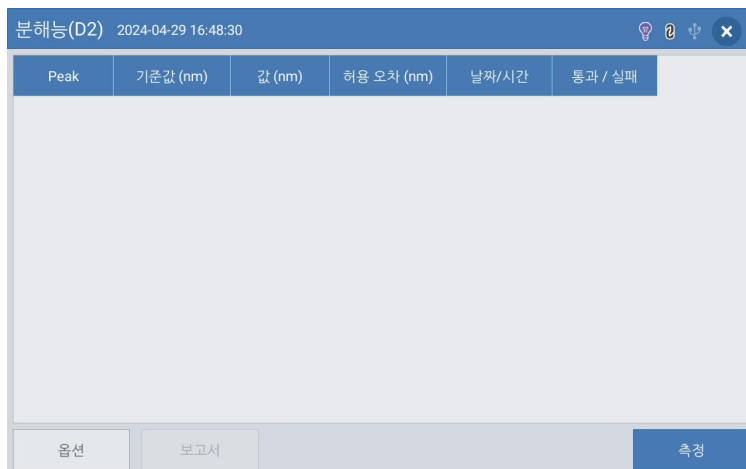 분해능(D2) 2024-04-29 16:48:30
Peak 기준값 (nm) 값 (nm) 허용 오차 (nm) 날짜/시간 통과 / 실패
옵션 보고서 측정